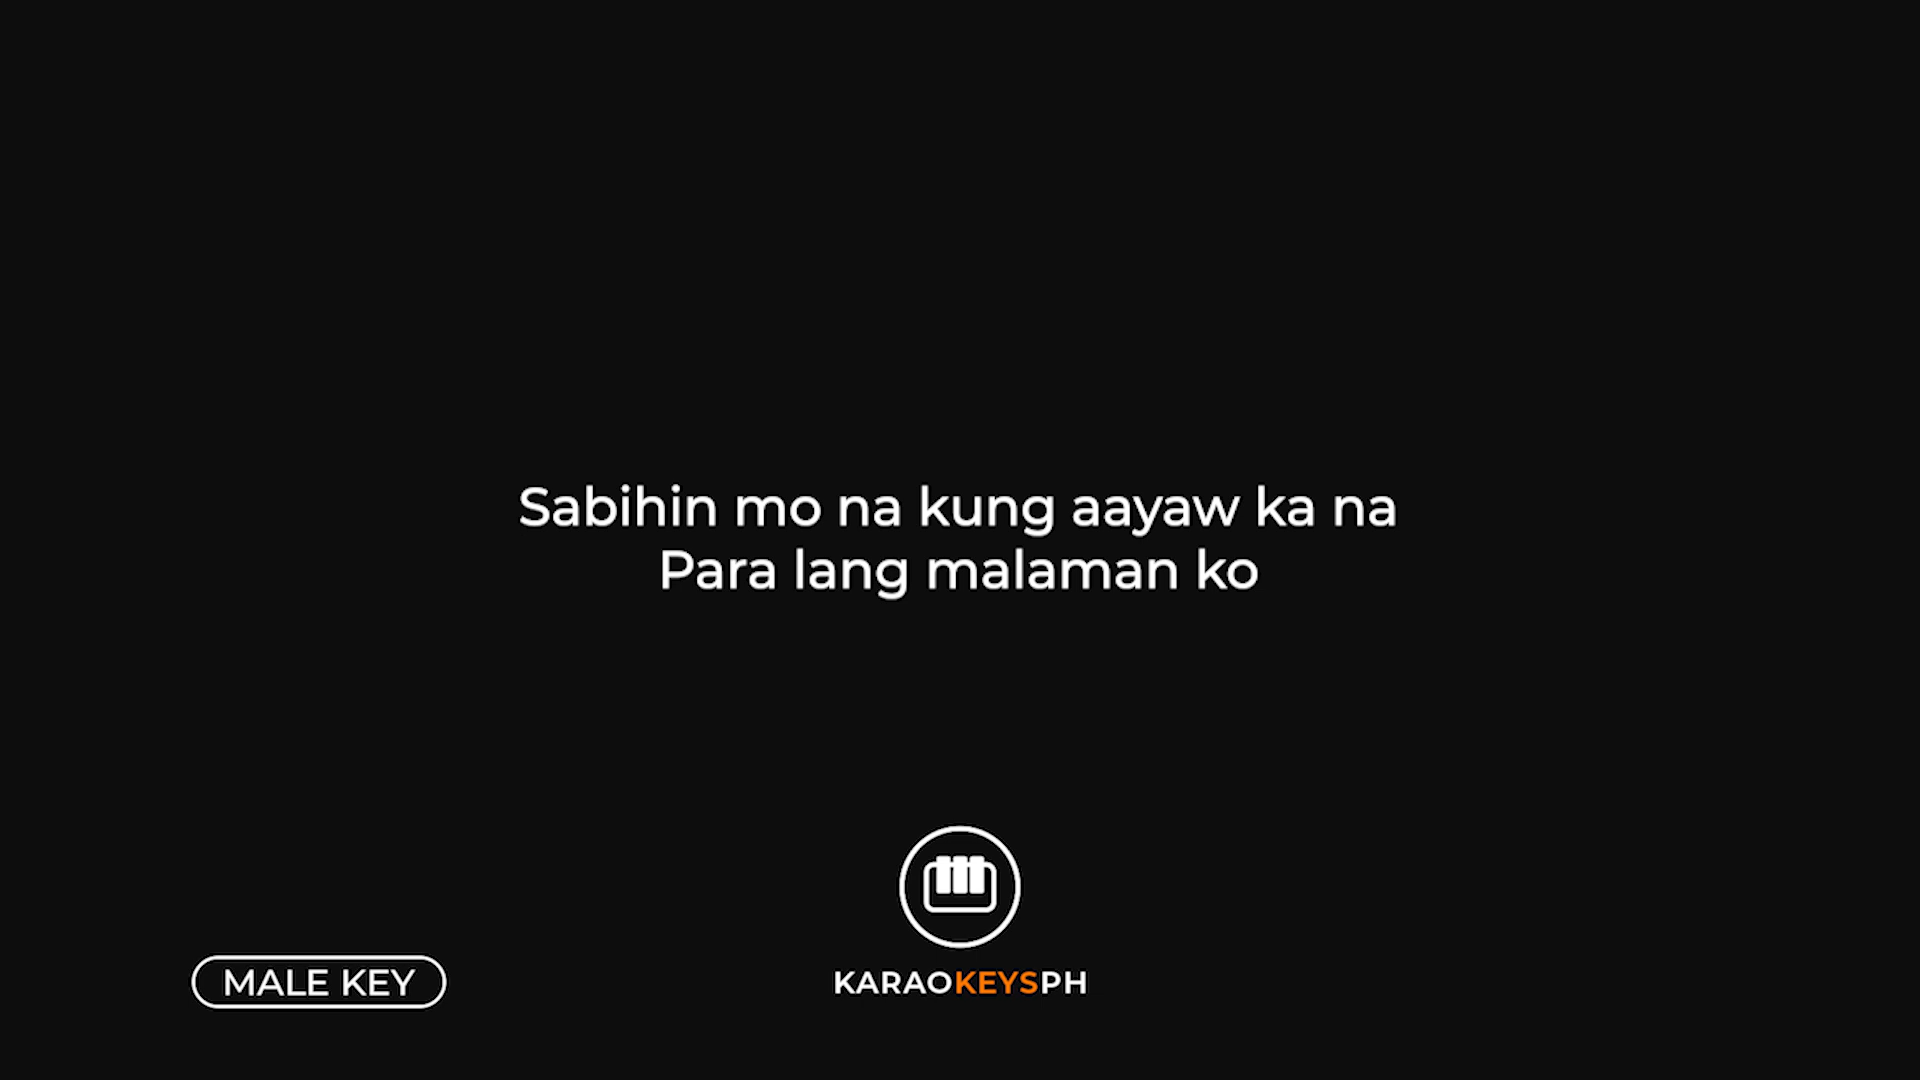 Sabihin mo na kung aayaw ka na
Para lang malaman ko
MALE KEY
KARAOKEYSPH